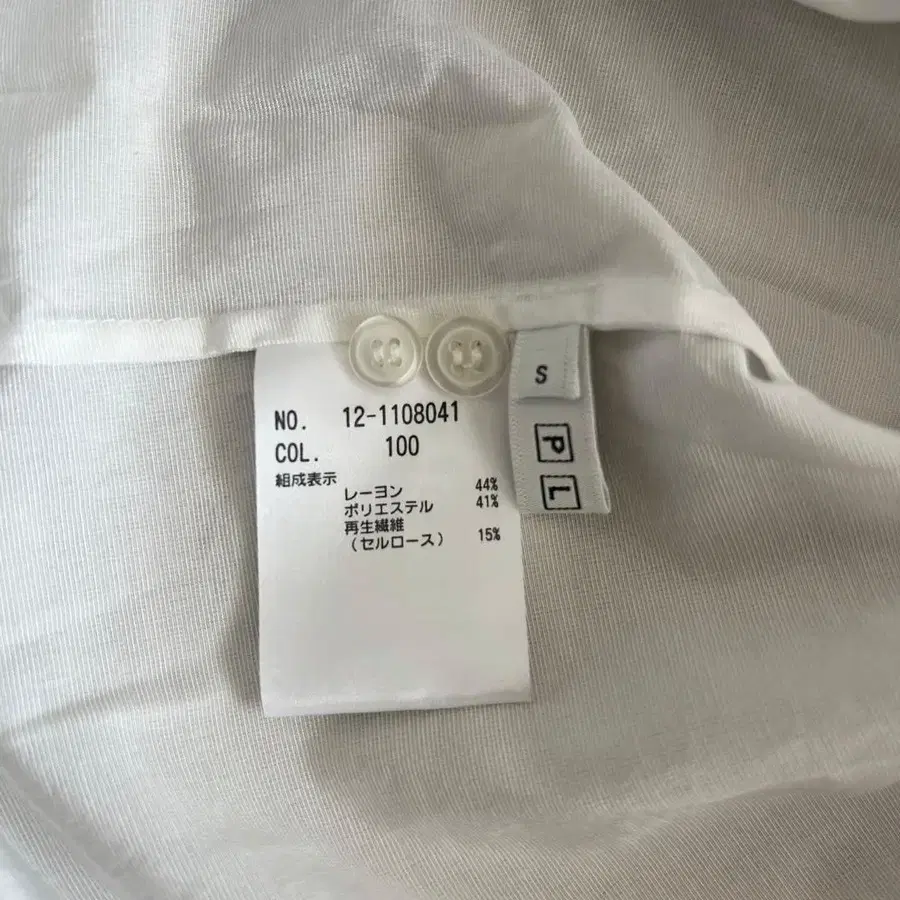 NO. 12-1108041
COL. 100
組成表示
レーヨン 44%
ポリエステル 41%
再生繊維
(セルロース) 15%
S
P
L